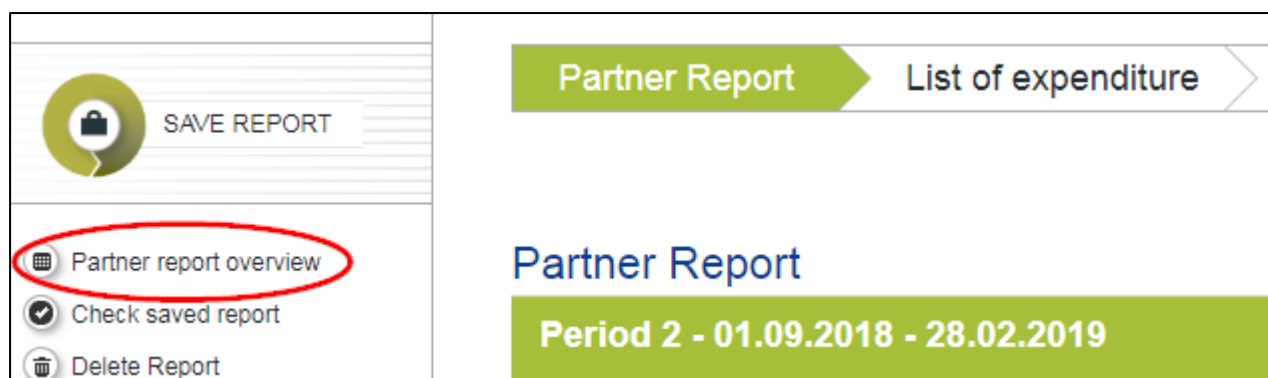 SAVE REPORT
Partner report overview
Check saved report
Delete Report
Partner Report
List of expenditure
Partner Report
Period 2 - 01.09.2018 - 28.02.2019